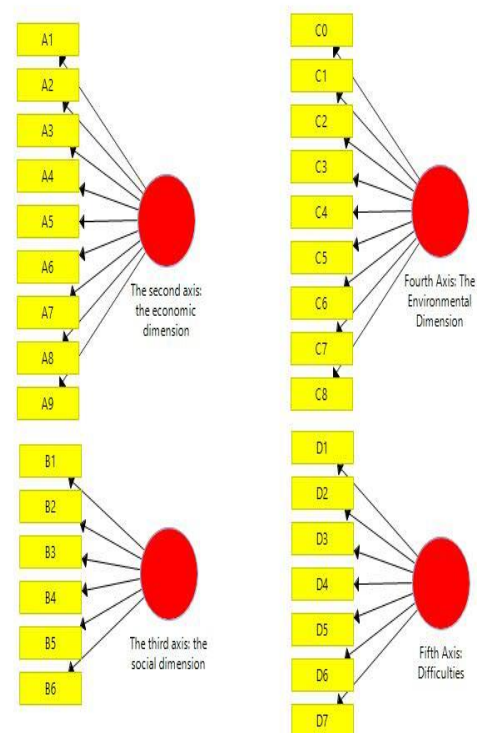 A1
A2
A3
A4
A5
A6
A7
A8
A9
The second axis:
the economic
dimension
C0
C1
C2
C3
C4
C5
C6
C7
C8
Fourth Axis: The
Environmental
Dimension
B1
B2
B3
B4
B5
B6
The third axis: the
social dimension
D1
D2
D3
D4
D5
D6
D7
Fifth Axis:
Difficulties